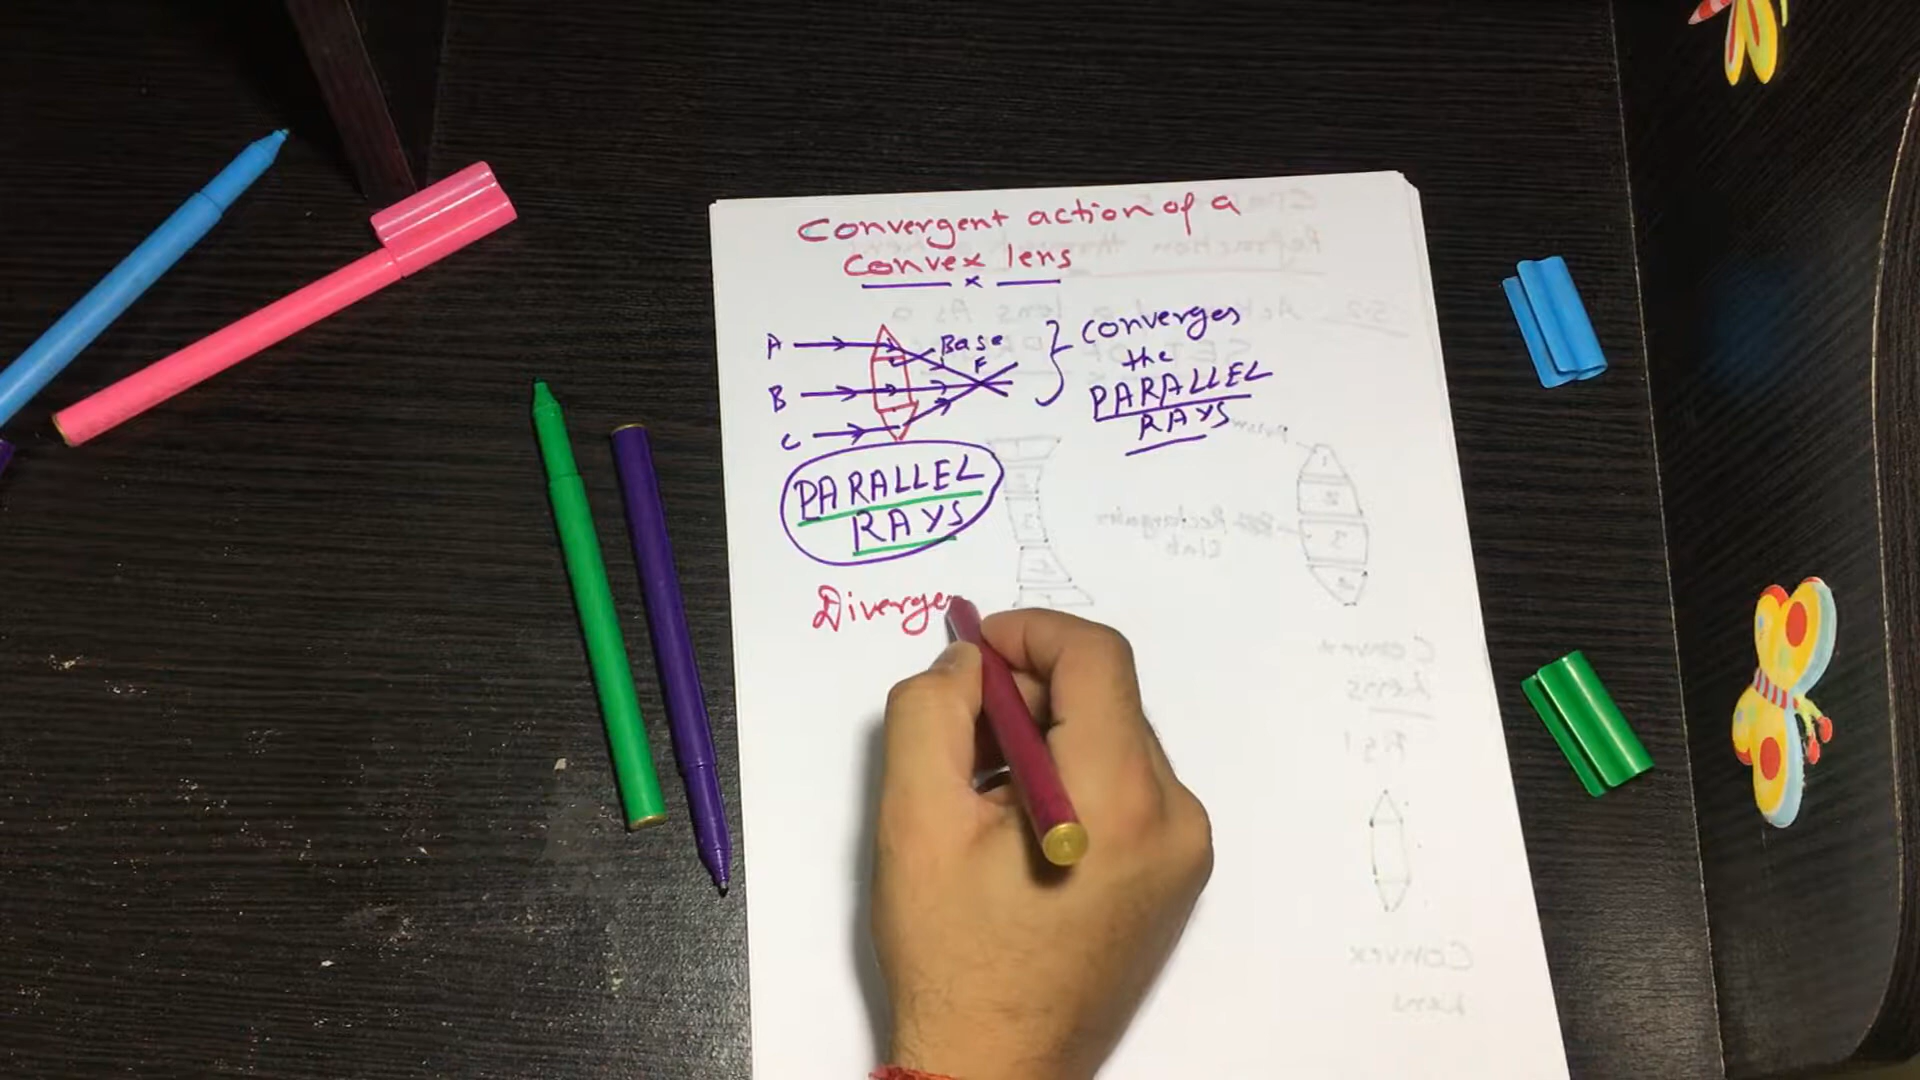 Convergent action of a
Convex lens
x
A
Base
F
B
C
Converges
the
PARALLEL
RAYS
PARALLEL
RAYS
Diverge